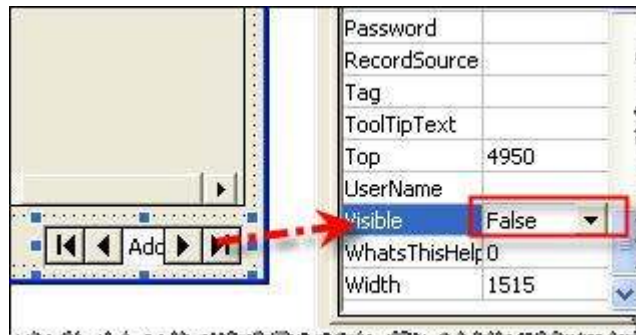 Password
RecordSource
Tag
ToolTipText
Top 4950
UserName
Visible False
Add
WhatsThisHelp 0
Width 1515